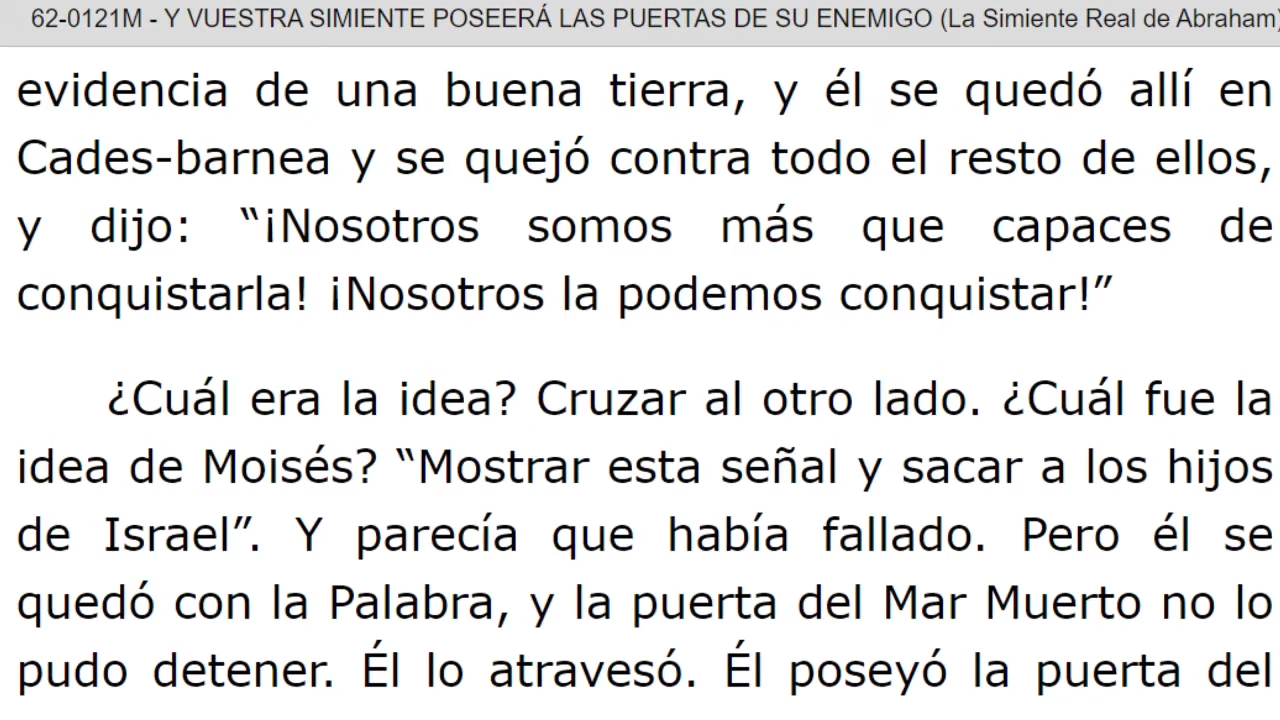 62-0121M - Y VUESTRA SIMIENTE POSEERÁ LAS PUERTAS DE SU ENEMIGO (La Simiente Real de Abraham)
evidencia de una buena tierra, y él se quedó allí en
Cades-barnea y se quejó contra todo el resto de ellos,
y dijo: “¡Nosotros somos más que capaces de
conquistarla! ¡Nosotros la podemos conquistar!”
¿Cuál era la idea? Cruzar al otro lado. ¿Cuál fue la
idea de Moisés? “Mostrar esta señal y sacar a los hijos
de Israel”. Y parecía que había fallado. Pero él se
quedó con la Palabra, y la puerta del Mar Muerto no lo
pudo detener. Él lo atravesó. Él poseyó la puerta del